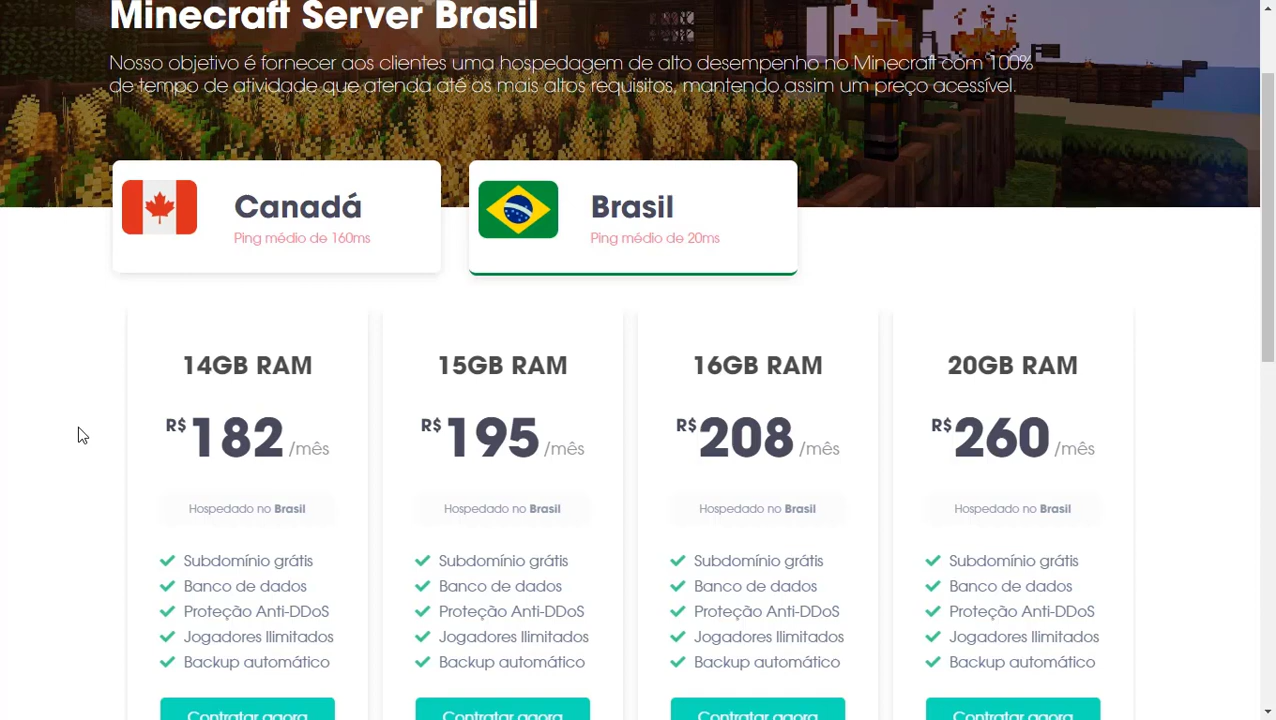 Minecraft Server Brasil
Nosso objetivo é fornecer aos clientes uma hospedagem de alto desempenho no Minecraft com 100%
de tempo de atividade que atenda até os mais altos requisitos, mantendo assim um preço acessível.
Canadá
Ping médio de 160ms
Brasil
Ping médio de 20ms
14GB RAM
R$182 /mês
Hospedado no Brasil
Subdomínio grátis
Banco de dados
Proteção Anti-DDoS
Jogadores Ilimitados
Backup automático
Contratar agora
15GB RAM
R$195 /mês
Hospedado no Brasil
Subdomínio grátis
Banco de dados
Proteção Anti-DDoS
Jogadores Ilimitados
Backup automático
Contratar agora
16GB RAM
R$208 /mês
Hospedado no Brasil
Subdomínio grátis
Banco de dados
Proteção Anti-DDoS
Jogadores Ilimitados
Backup automático
Contratar agora
20GB RAM
R$260 /mês
Hospedado no Brasil
Subdomínio grátis
Banco de dados
Proteção Anti-DDoS
Jogadores Ilimitados
Backup automático
Contratar agora